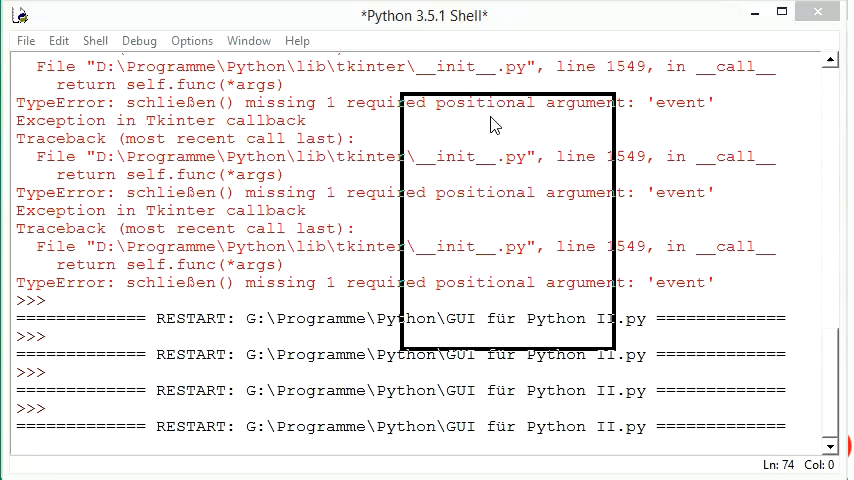 *Python 3.5.1 Shell*
File Edit Shell Debug Options Window Help
File "D:\Programme\Python\lib\tkinter\__init__.py", line 1549, in __call__
return self.func(*args)
TypeError: schließen() missing 1 required positional argument: 'event'
Exception in Tkinter callback
Traceback (most recent call last):
File "D:\Programme\Python\lib\tkinter\__init__.py", line 1549, in __call__
return self.func(*args)
TypeError: schließen() missing 1 required positional argument: 'event'
Exception in Tkinter callback
Traceback (most recent call last):
File "D:\Programme\Python\lib\tkinter\__init__.py", line 1549, in __call__
return self.func(*args)
TypeError: schließen() missing 1 required positional argument: 'event'
>>>
============= RESTART: G:\Programme\Python\GUI für Python II.py =============
>>>
============= RESTART: G:\Programme\Python\GUI für Python II.py =============
>>>
============= RESTART: G:\Programme\Python\GUI für Python II.py =============
>>>
============= RESTART: G:\Programme\Python\GUI für Python II.py =============
Ln: 74 Col: 0